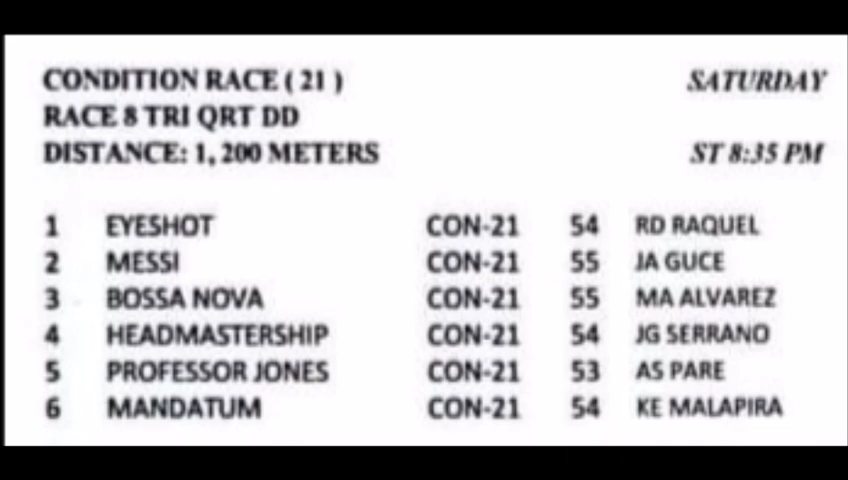 CONDITION RACE ( 21 ) SATURDAY
RACE 8 TRI QRT DD
DISTANCE: 1, 200 METERS ST 8:35 PM
1 EYESHOT CON-21 54 RD RAQUEL
2 MESSI CON-21 55 JA GUCE
3 BOSSA NOVA CON-21 55 MA ALVAREZ
4 HEADMASTERSHIP CON-21 54 JG SERRANO
5 PROFESSOR JONES CON-21 53 AS PARE
6 MANDATUM CON-21 54 KE MALAPIRA